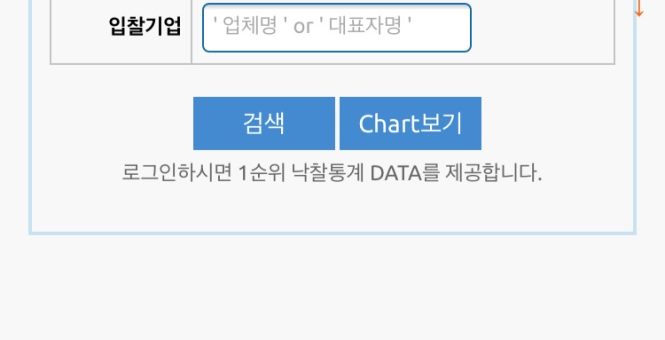 입찰기업 ' 업체명 ' or ' 대표자명 '
검색 Chart보기
로그인하시면 1순위 낙찰통계 DATA를 제공합니다.